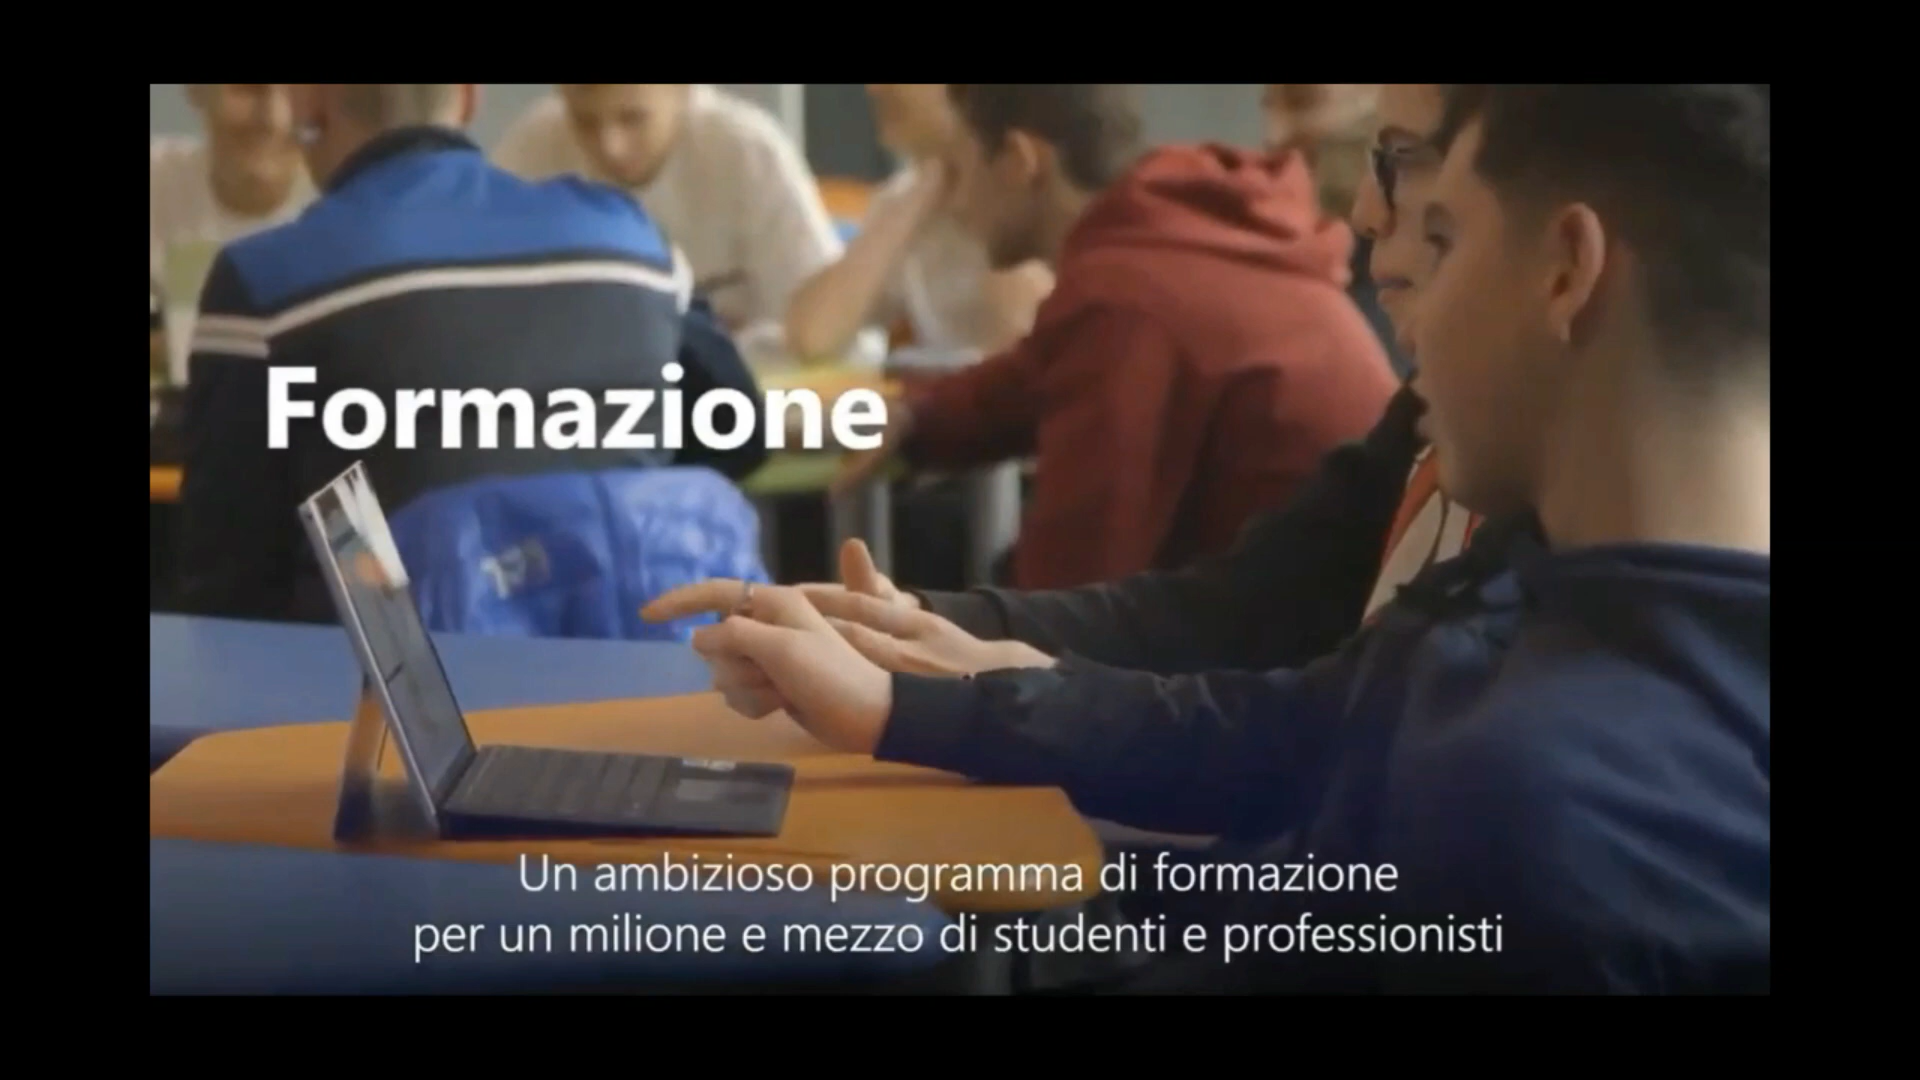 Formazione
Un ambizioso programma di formazione
per un milione e mezzo di studenti e professionisti